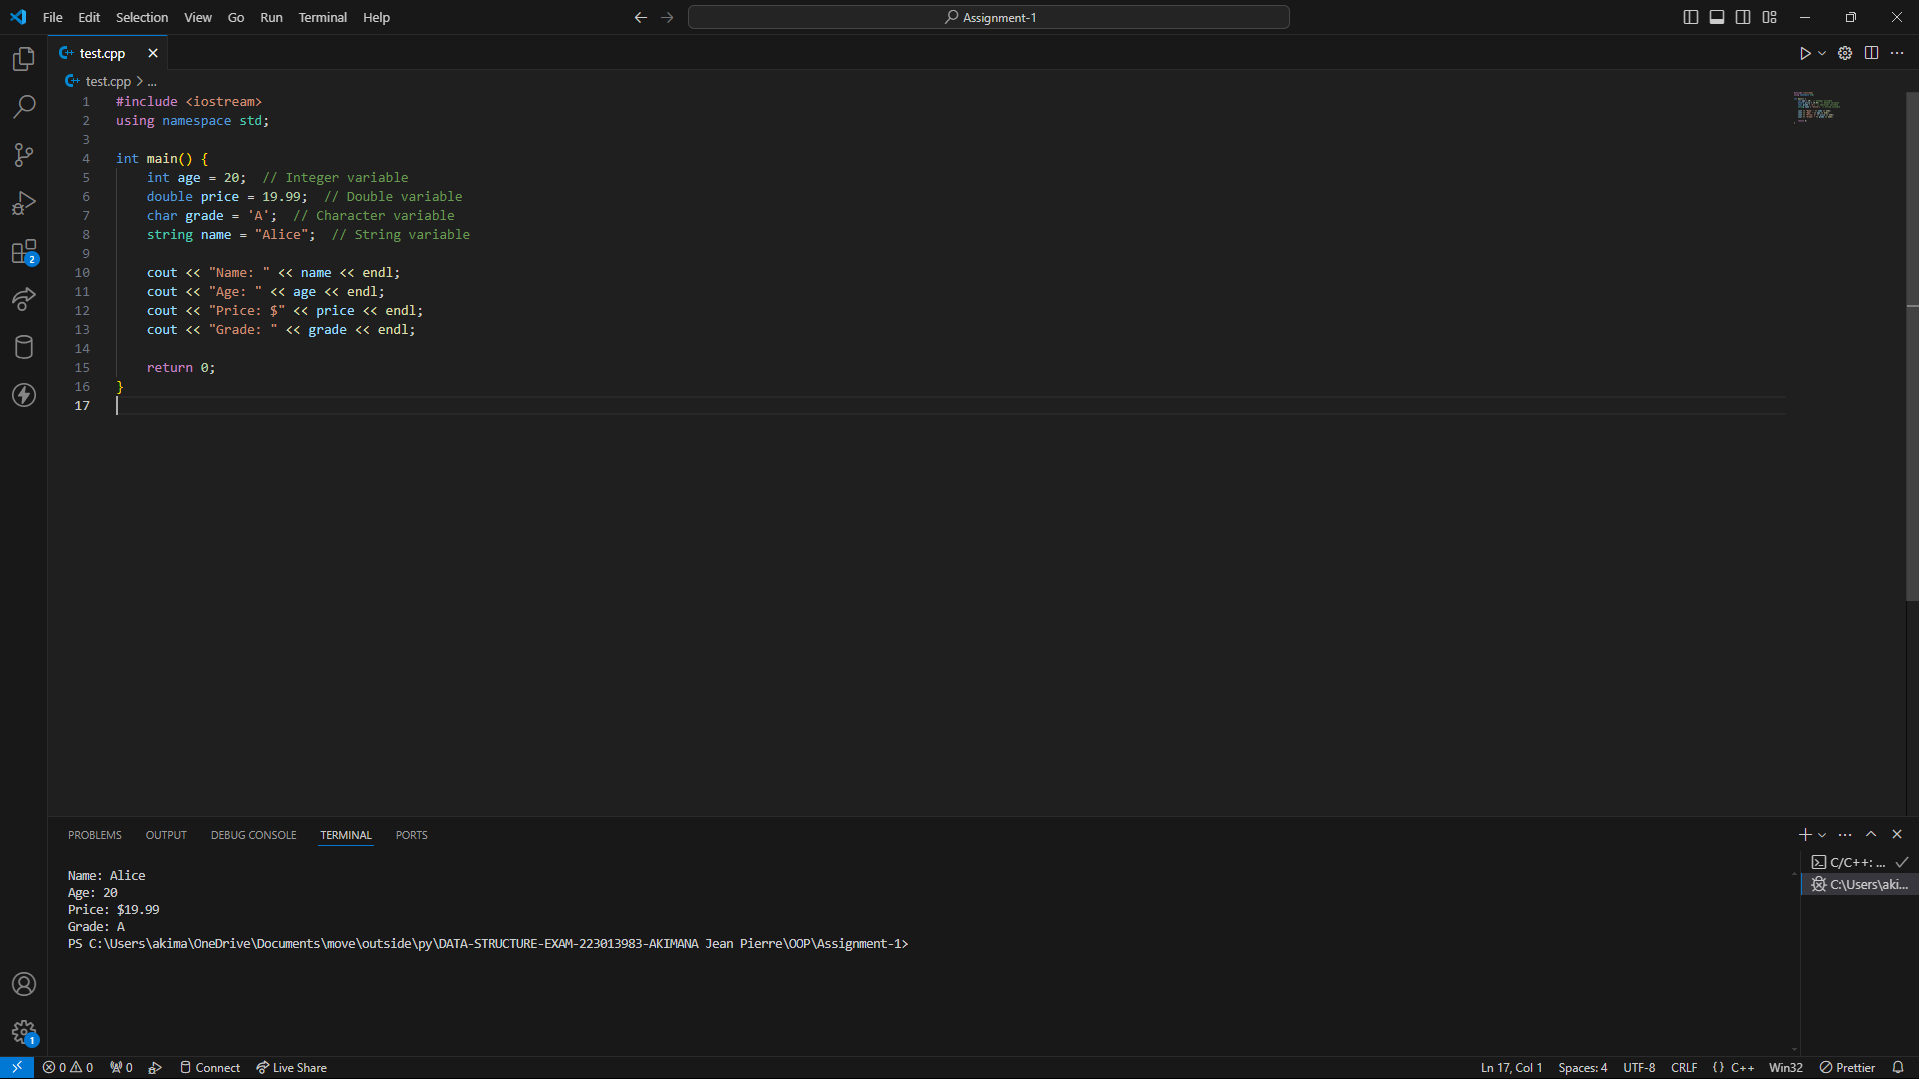 File Edit Selection View Go Run Terminal Help
Assignment-1
test.cpp
test.cpp > ...
1 #include <iostream>
2 using namespace std;
3
4 int main() {
5     int age = 20;  // Integer variable
6     double price = 19.99;  // Double variable
7     char grade = 'A';  // Character variable
8     string name = "Alice";  // String variable
9
10     cout << "Name: " << name << endl;
11     cout << "Age: " << age << endl;
12     cout << "Price: $" << price << endl;
13     cout << "Grade: " << grade << endl;
14
15     return 0;
16 }
17
2
PROBLEMS OUTPUT DEBUG CONSOLE TERMINAL PORTS
Name: Alice
Age: 20
Price: $19.99
Grade: A
PS C:\Users\akima\OneDrive\Documents\move\outside\py\DATA-STRUCTURE-EXAM-223013983-AKIMANA Jean Pierre\OOP\Assignment-1>
C/C++: ...
C:\Users\aki...
1
0 0 0 Connect Live Share Ln 17, Col 1 Spaces: 4 UTF-8 CRLF {} C++ Win32 Prettier